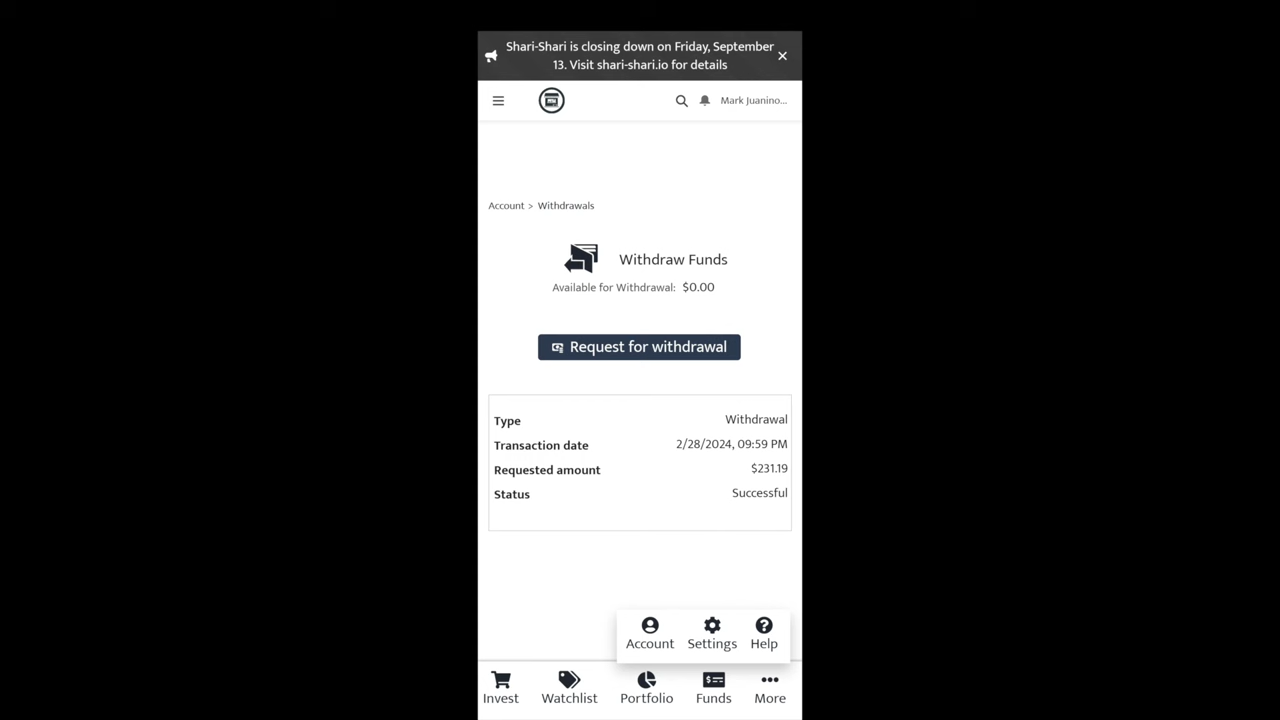 Shari-Shari is closing down on Friday, September
13. Visit shari-shari.io for details
Mark Juanino...
Account > Withdrawals
Withdraw Funds
Available for Withdrawal: $0.00
Request for withdrawal
Type Withdrawal
Transaction date 2/28/2024, 09:59 PM
Requested amount $231.19
Status Successful
Account Settings Help
Invest Watchlist Portfolio Funds More